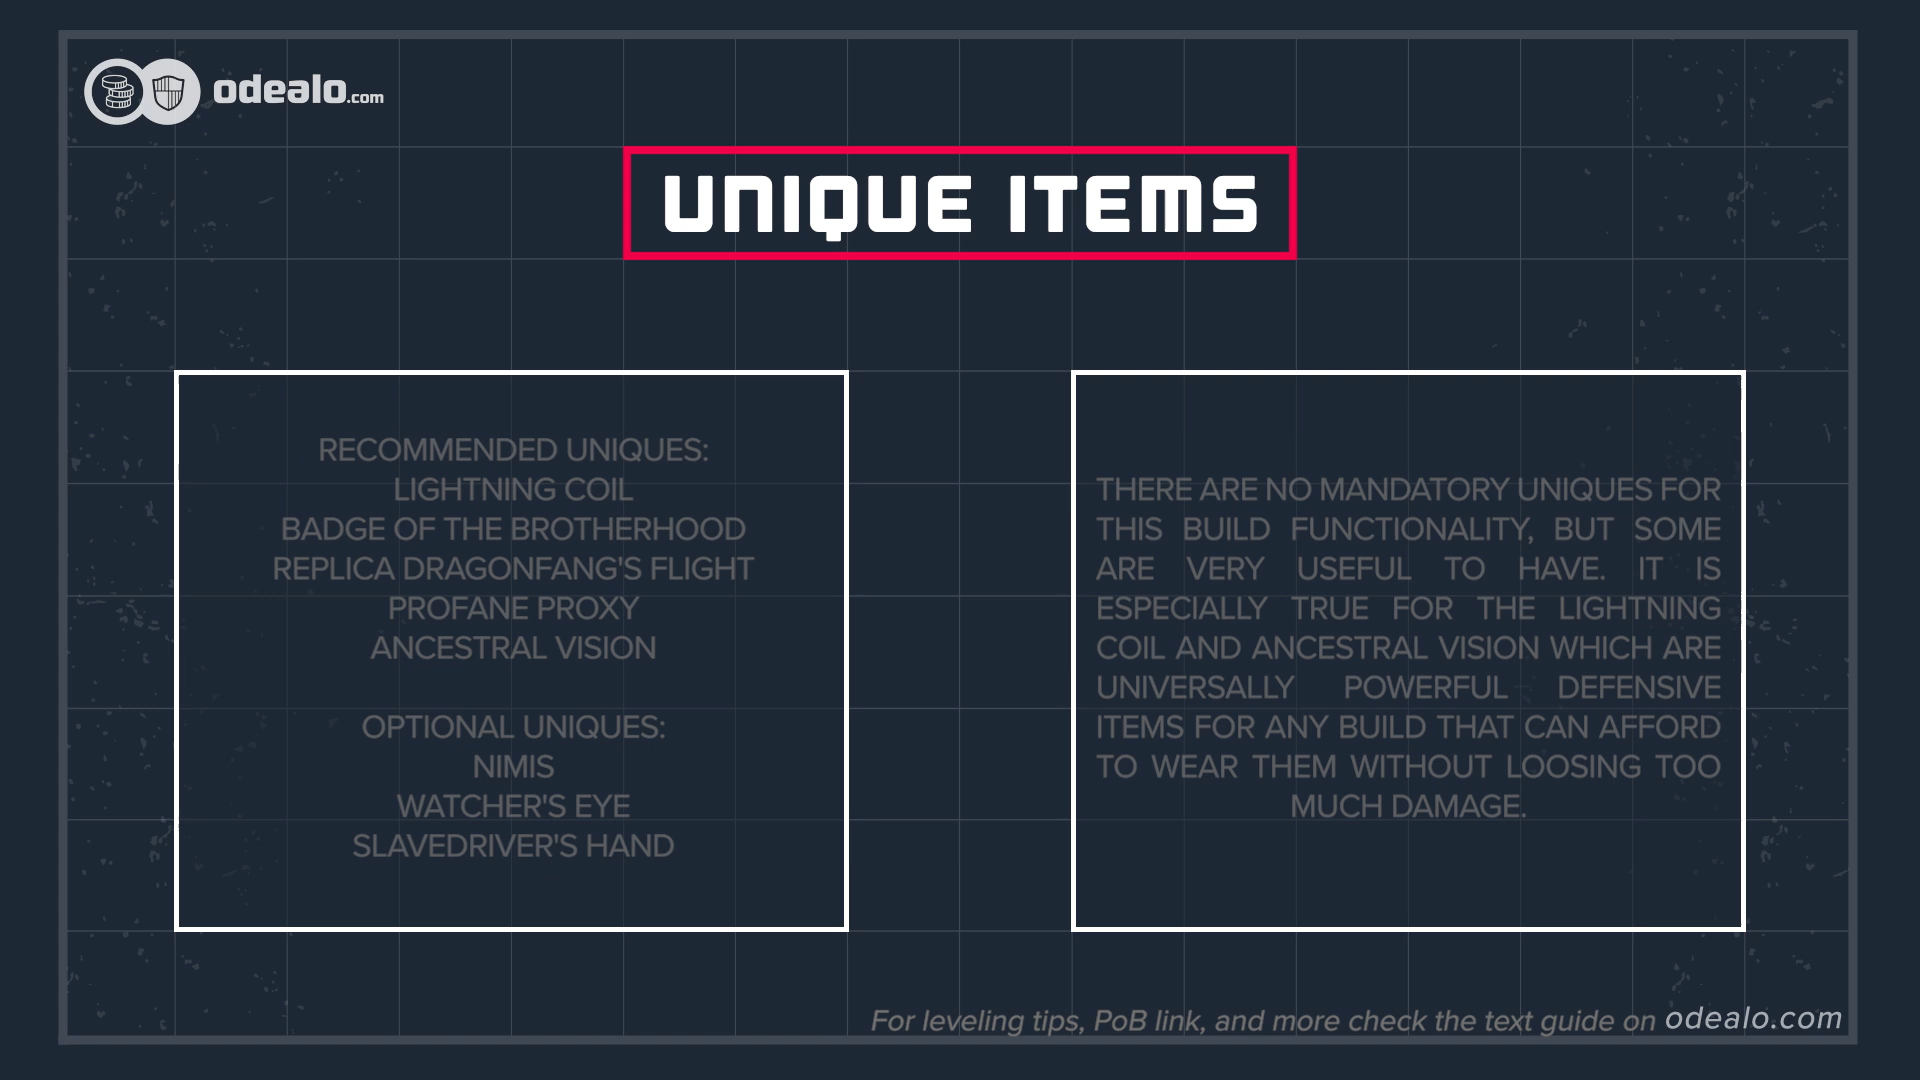 odealo.com
UNIQUE ITEMS
RECOMMENDED UNIQUES:
LIGHTNING COIL
BADGE OF THE BROTHERHOOD
REPLICA DRAGONFANG'S FLIGHT
PROFANE PROXY
ANCESTRAL VISION
OPTIONAL UNIQUES:
NIMIS
WATCHER'S EYE
SLAVEDRIVER'S HAND
THERE ARE NO MANDATORY UNIQUES FOR
THIS BUILD FUNCTIONALITY, BUT SOME
ARE VERY USEFUL TO HAVE. IT IS
ESPECIALLY TRUE FOR THE LIGHTNING
COIL AND ANCESTRAL VISION WHICH ARE
UNIVERSALLY POWERFUL DEFENSIVE
ITEMS FOR ANY BUILD THAT CAN AFFORD
TO WEAR THEM WITHOUT LOOSING TOO
MUCH DAMAGE.
For leveling tips, PoB link, and more check the text guide on odealo.com